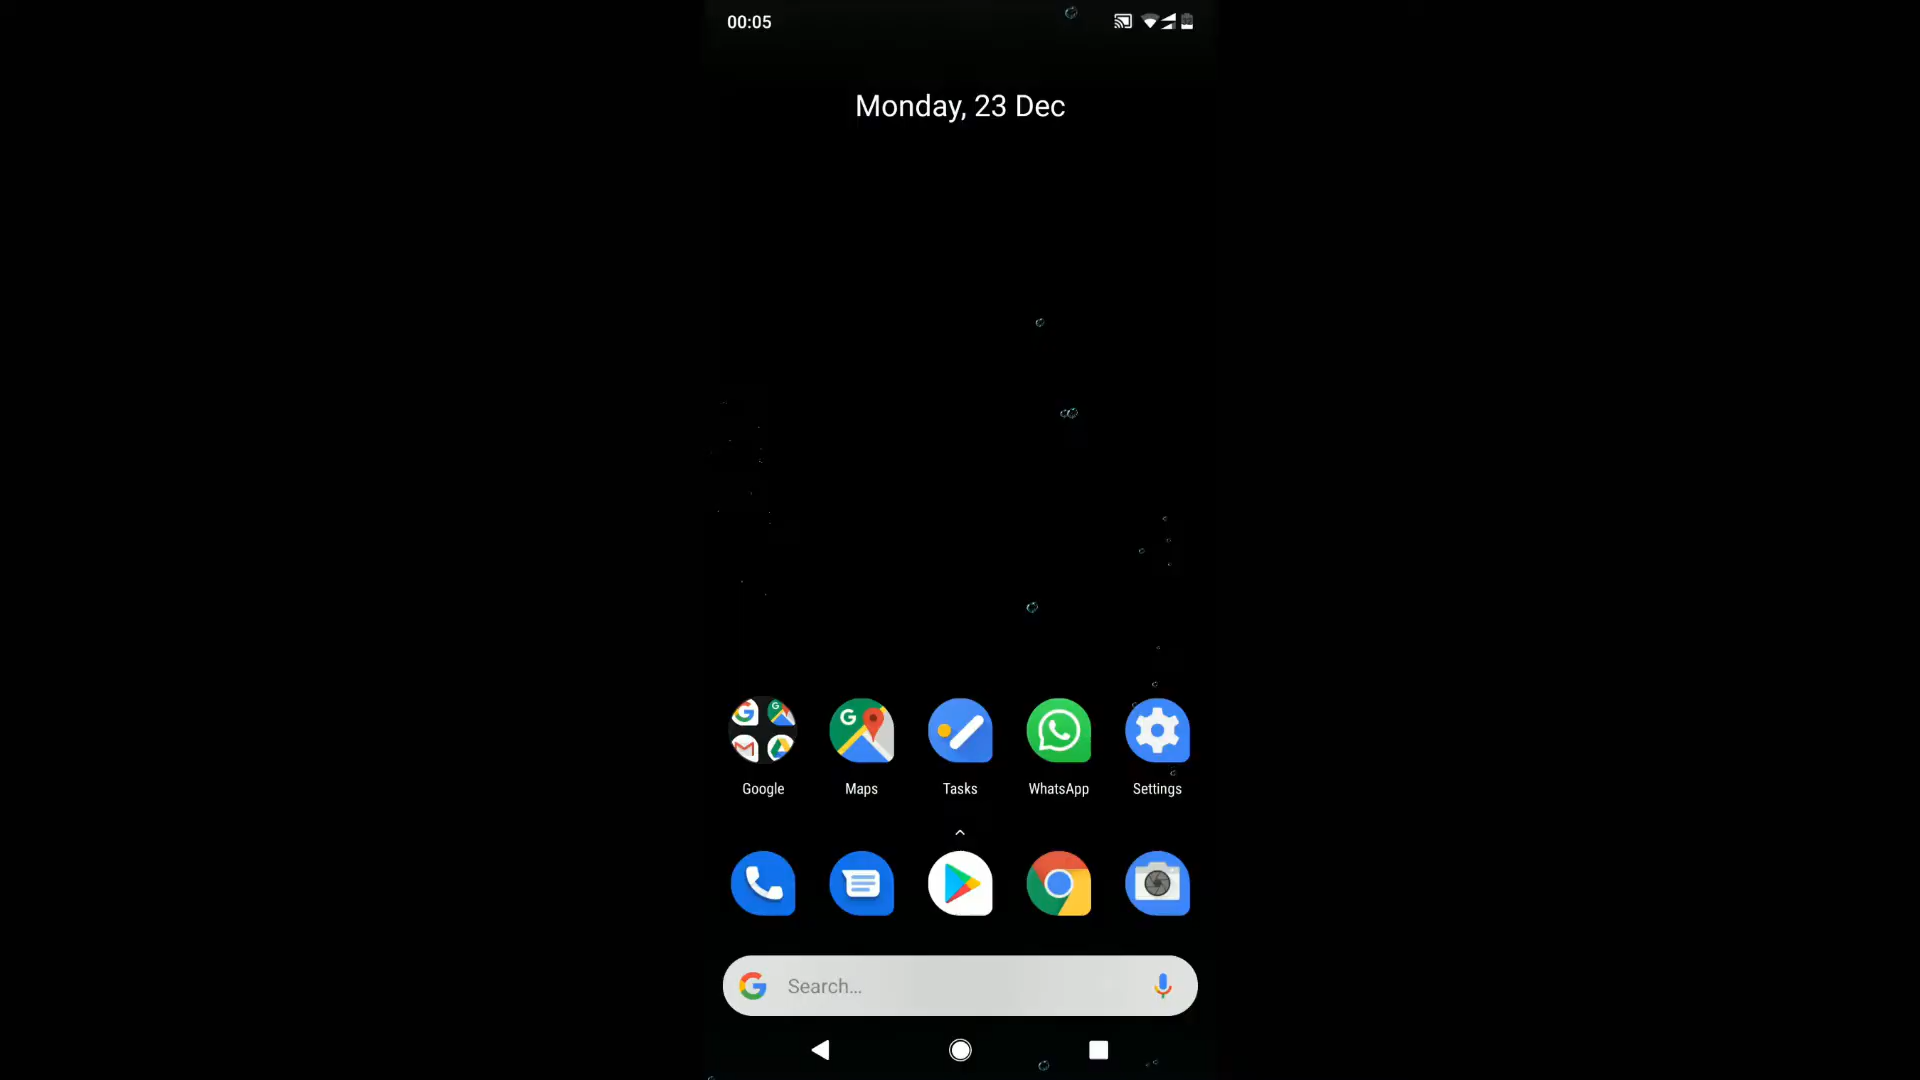 00:05
Monday, 23 Dec
Google
Maps
Tasks
WhatsApp
Settings
Search...